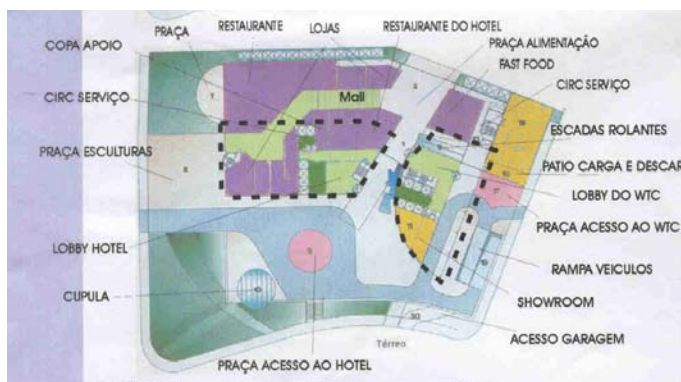 PRAÇA
RESTAURANTE
LOJAS
RESTAURANTE DO HOTEL
COPA APOIO
PRAÇA ALIMENTAÇÃO
FAST FOOD
CIRC SERVIÇO
CIRC SERVIÇO
Mall
ESCADAS ROLANTES
PRAÇA ESCULTURAS
PATIO CARGA E DESCAR
LOBBY DO WTC
PRAÇA ACESSO AO WTC
LOBBY HOTEL
RAMPA VEICULOS
CUPULA
SHOWROOM
ACESSO GARAGEM
Térreo
PRAÇA ACESSO AO HOTEL